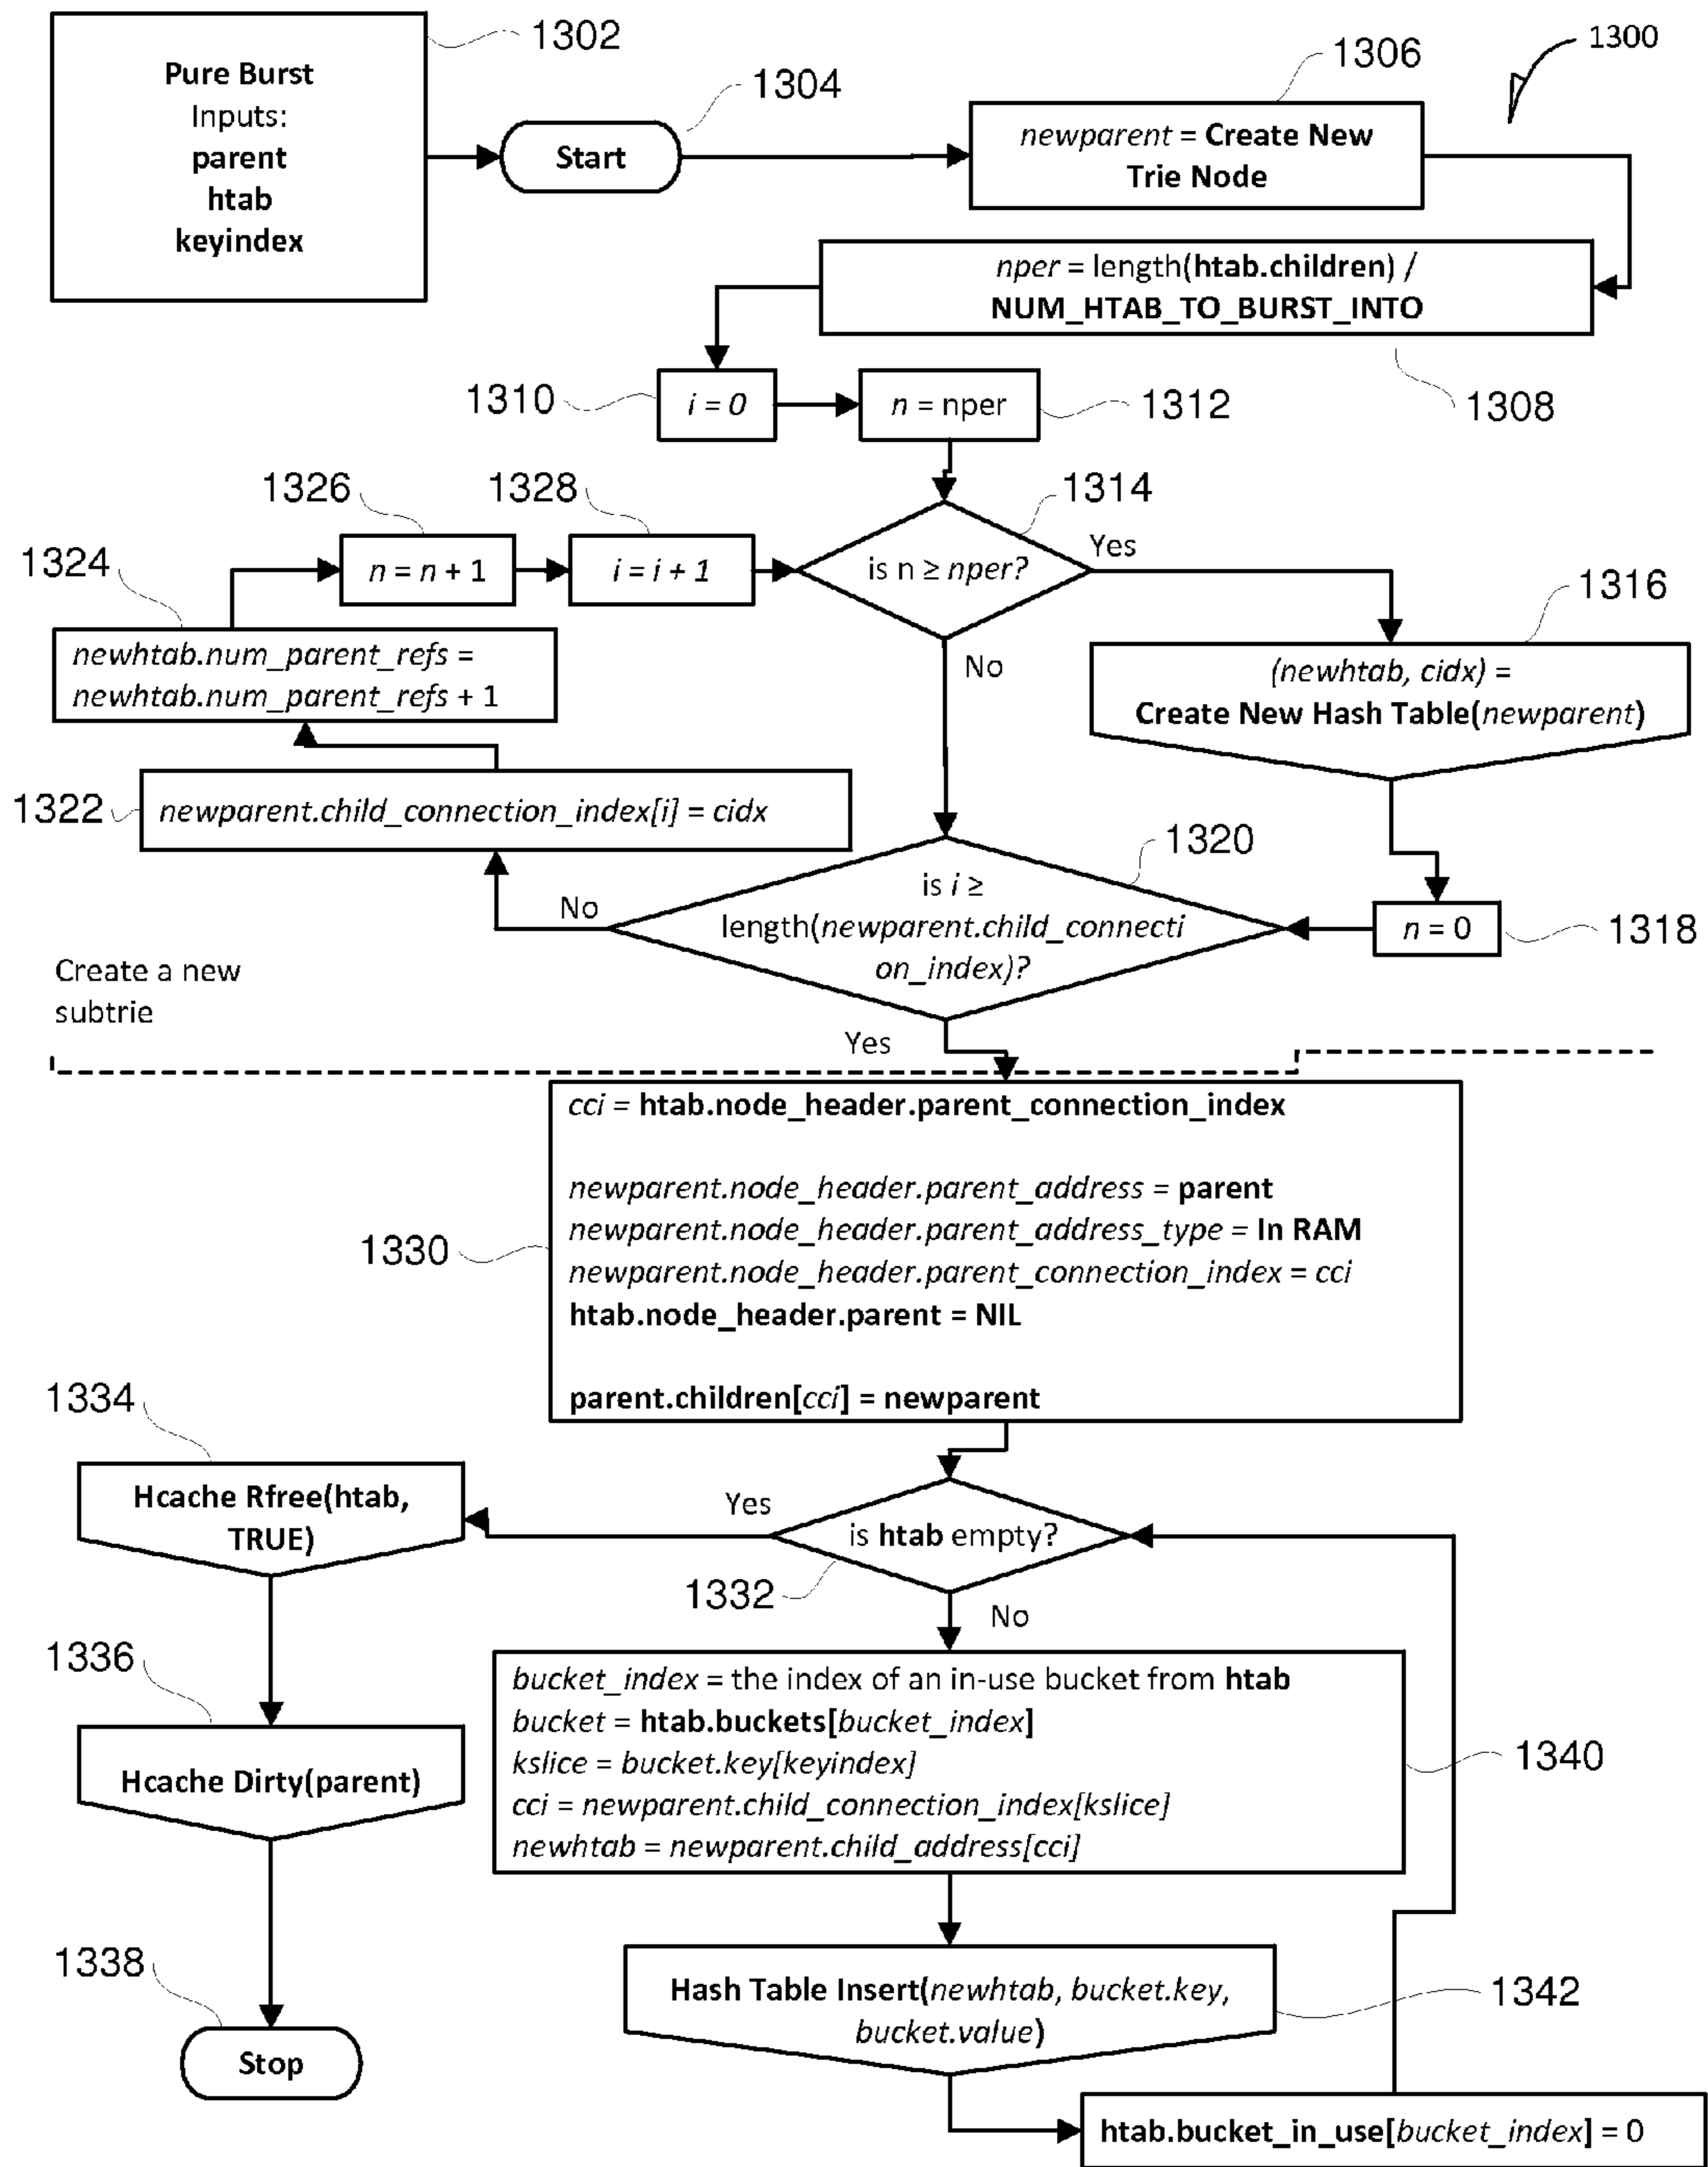 1302
Pure Burst
Inputs:
parent
htab
keyindex
1304
Start
1306
1300
newparent = Create New
Trie Node
nper = length(htab.children) /
NUM_HTAB_TO_BURST_INTO
1308
1310
i = 0
n = nper
1312
1326
1328
1314
1324
n = n + 1
i = i + 1
is n ≥ nper?
Yes
No
1316
newhtab.num_parent_refs =
newhtab.num_parent_refs + 1
(newhtab, cidx) =
Create New Hash Table(newparent)
1322
newparent.child_connection_index[i] = cidx
1320
is i ≥
length(newparent.child_connecti
on_index)?
No
n = 0
1318
Create a new
subtrie
Yes
cci = htab.node_header.parent_connection_index
newparent.node_header.parent_address = parent
newparent.node_header.parent_address_type = In RAM
newparent.node_header.parent_connection_index = cci
htab.node_header.parent = NIL
parent.children[cci] = newparent
1330
1334
Hcache Rfree(htab,
TRUE)
Yes
is htab empty?
1332
No
1336
Hcache Dirty(parent)
bucket_index = the index of an in-use bucket from htab
bucket = htab.buckets[bucket_index]
kslice = bucket.key[keyindex]
cci = newparent.child_connection_index[kslice]
newhtab = newparent.child_address[cci]
1340
1338
Stop
Hash Table Insert(newhtab, bucket.key,
bucket.value)
1342
htab.bucket_in_use[bucket_index] = 0